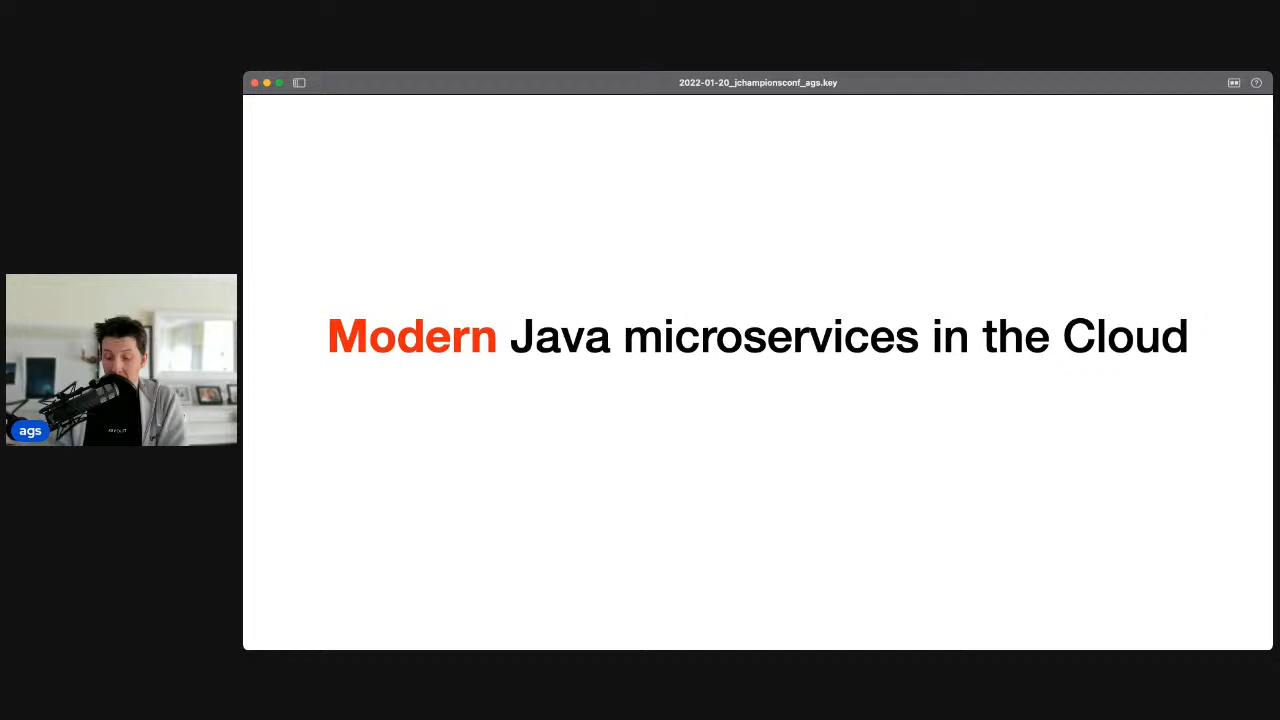 2022-01-20_jchampionsconf_ags.key
Modern Java microservices in the Cloud
ags